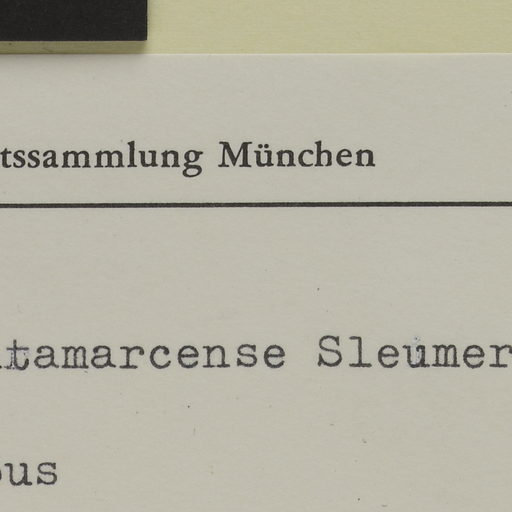 tssammlung München
tamarcense Sleumer
ous